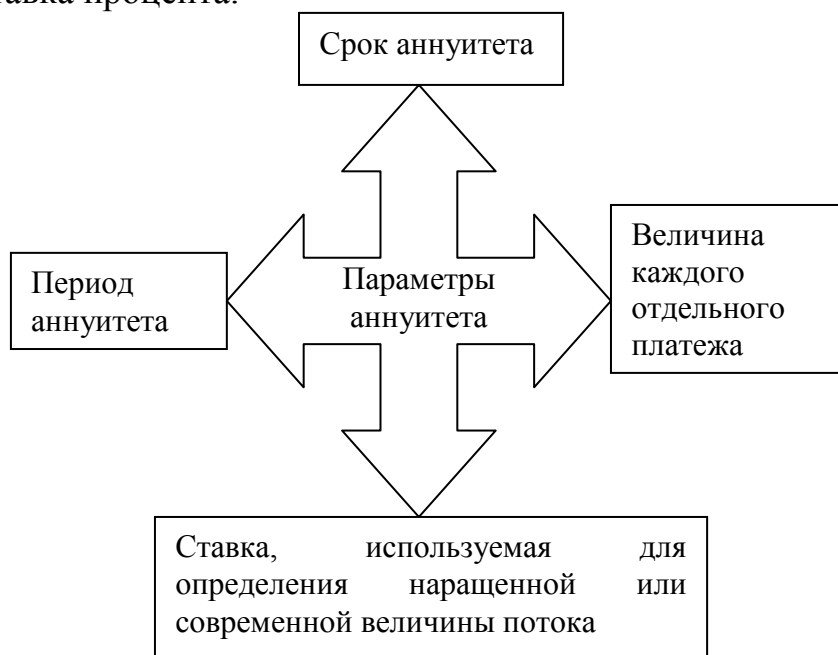 процента.
Срок аннуитета
Период
аннуитета
Параметры
аннуитета
Величина
каждого
отдельного
платежа
Ставка, используемая для
определения наращенной или
современной величины потока